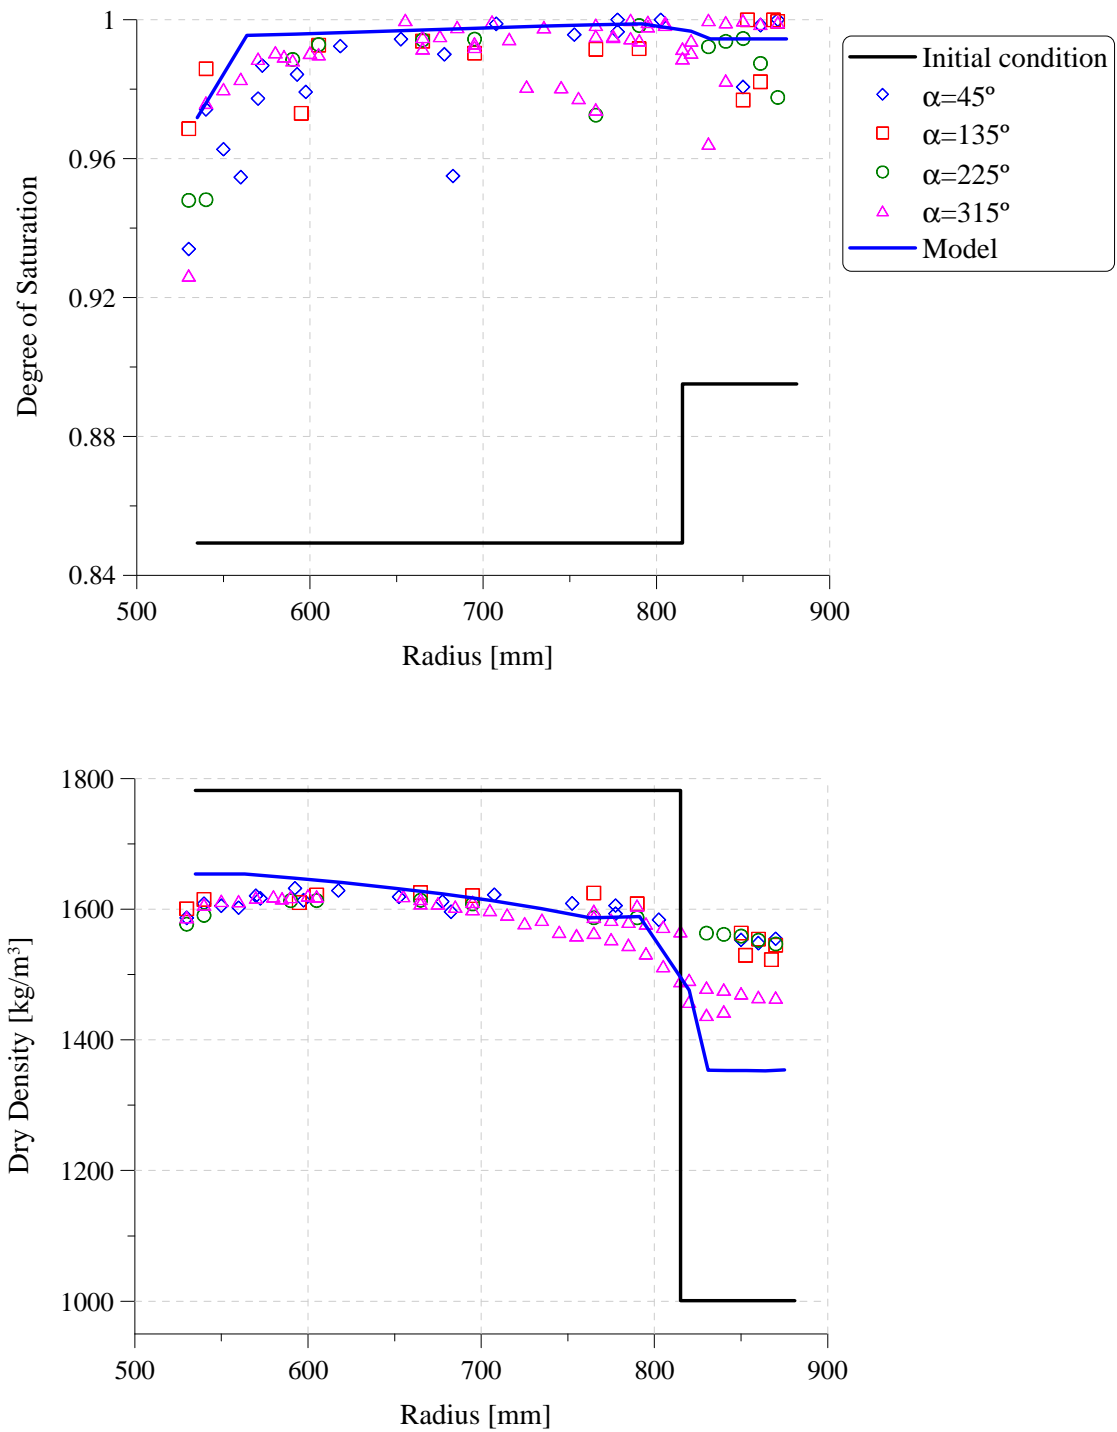 1
0.96
0.92
0.88
0.84
Degree of Saturation
500 600 700 800 900
Radius [mm]
Initial condition
α=45º
α=135º
α=225º
α=315º
Model
1800
1600
1400
1200
1000
Dry Density [kg/m³]
500 600 700 800 900
Radius [mm]